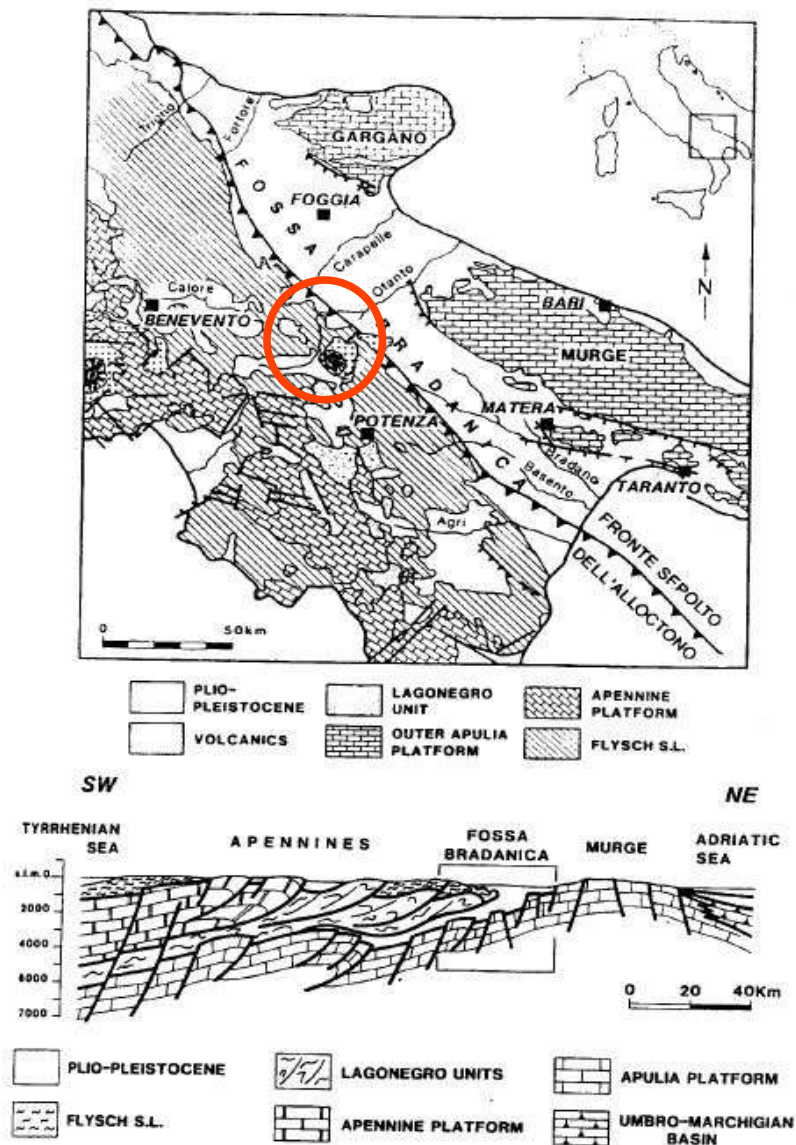 Trigno
Fortore
GARGANO
FOSSA
FOGGIA
Carapelle
Ofanto
N
Calore
BENEVENTO
BARI
BRADANICA
MURGE
MATERA
POTENZA
Bradano
Basento
TARANTO
Agri
FRONTE SEPOLTO
DELL'ALLOCTONO
0 50km
PLIO-
PLEISTOCENE
LAGONEGRO
UNIT
APENNINE
PLATFORM
VOLCANICS
OUTER APULIA
PLATFORM
FLYSCH S.L.
SW
NE
TYRRHENIAN
SEA
APENNINES
FOSSA
BRADANICA
MURGE
ADRIATIC
SEA
s.l.m.0
2000
4000
6000
7000
0 20 40Km
PLIO-PLEISTOCENE
LAGONEGRO UNITS
APULIA PLATFORM
FLYSCH S.L.
APENNINE PLATFORM
UMBRO-MARCHIGIAN
BASIN